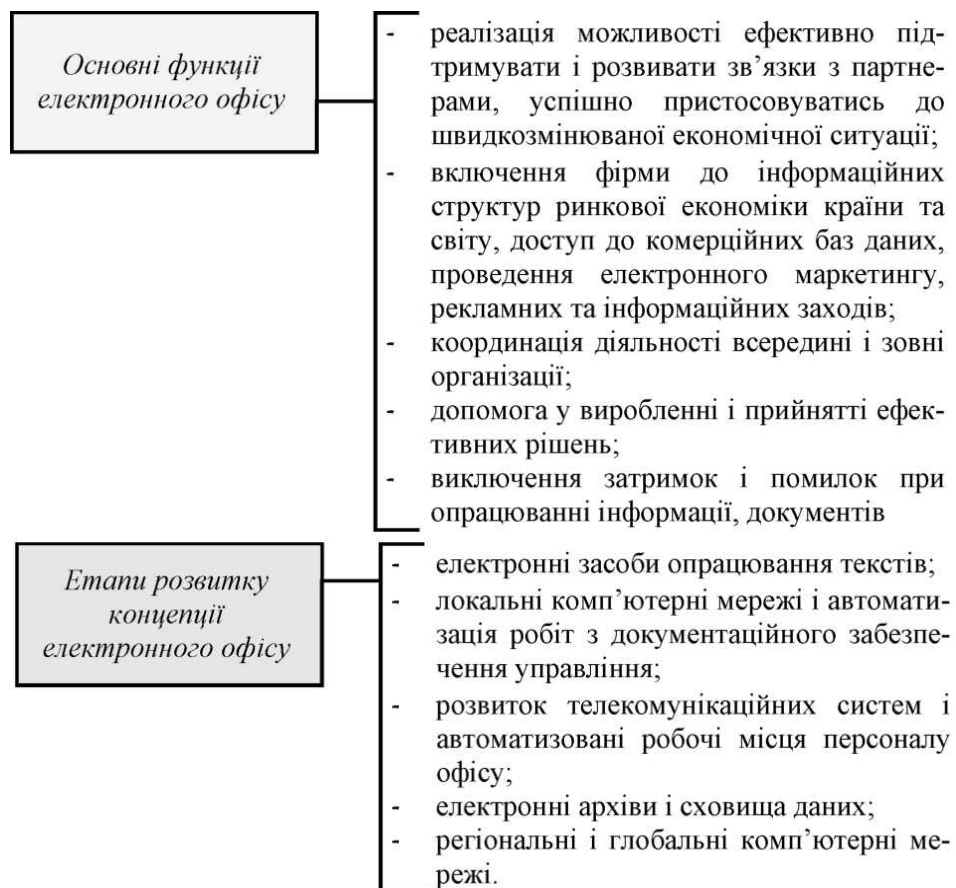 Основні функції
електронного офісу
- реалізація можливості ефективно під-
тримувати і розвивати зв’язки з партне-
рами, успішно пристосовуватись до
швидкозмінюваної економічної ситуації;
- включення фірми до інформаційних
структур ринкової економіки країни та
світу, доступ до комерційних баз даних,
проведення електронного маркетингу,
рекламних та інформаційних заходів;
- координація діяльності всередині і зовні
організації;
- допомога у виробленні і прийнятті ефек-
тивних рішень;
- виключення затримок і помилок при
опрацюванні інформації, документів
Етапи розвитку
концепції
електронного офісу
- електронні засоби опрацювання текстів;
- локальні комп’ютерні мережі і автомати-
зація робіт з документаційного забезпе-
чення управління;
- розвиток телекомунікаційних систем і
автоматизовані робочі місця персоналу
офісу;
- електронні архіви і сховища даних;
- регіональні і глобальні комп’ютерні ме-
режі.